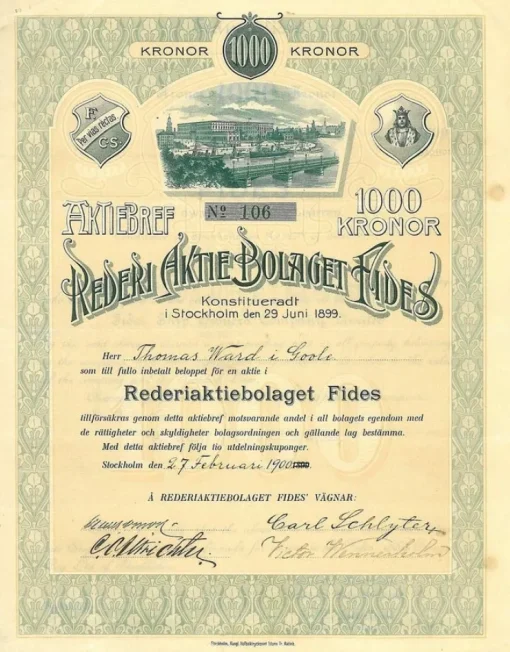 KRONOR 1000 KRONOR
Per vias rectus
C S
AKTIEBREF
No 106
1000
KRONOR
REDERI AKTIE BOLAGET FIDES
Konstitueradt
i Stockholm den 29 Juni 1899.
Herr Thomas Ward i Goole
som till fullo inbetalt beloppet för en aktie i
Rederiaktiebolaget Fides
tillförsäkras genom detta aktiebref motsvarande andel i all bolagets egendom med
de rättigheter och skyldigheter bolagsordningen och gällande lag bestämma.
Med detta aktiebref följa tio utdelningskuponger.
Stockholm den 27 Februari 1900
Å REDERIAKTIEBOLAGET FIDES' VÄGNAR:
Carl Schlyter
Victor Wennerholm